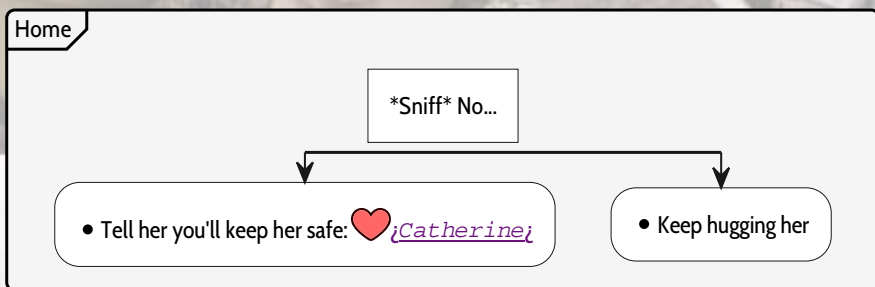 Home
*Sniff* No...
• Tell her you'll keep her safe: ❤️¿Catherine¿
• Keep hugging her